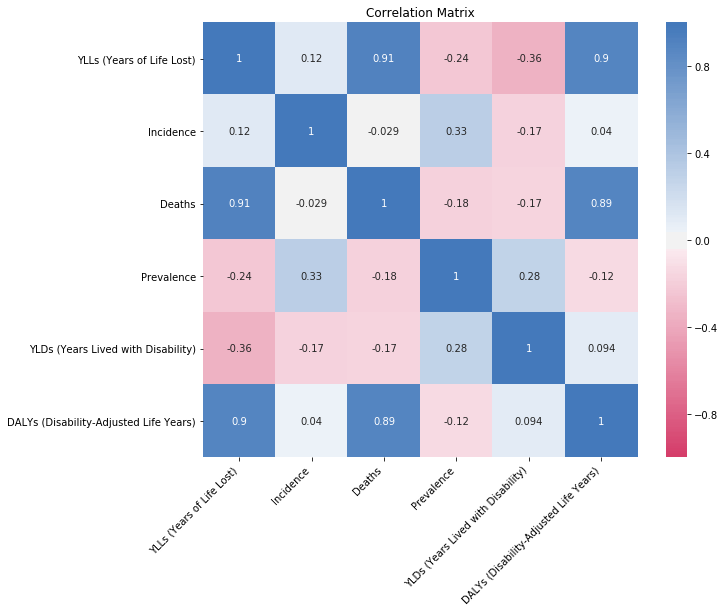 Correlation Matrix
YLLs (Years of Life Lost) 1 0.12 0.91 -0.24 -0.36 0.9
Incidence 0.12 1 -0.029 0.33 -0.17 0.04
Deaths 0.91 -0.029 1 -0.18 -0.17 0.89
Prevalence -0.24 0.33 -0.18 1 0.28 -0.12
YLDs (Years Lived with Disability) -0.36 -0.17 -0.17 0.28 1 0.094
DALYs (Disability-Adjusted Life Years) 0.9 0.04 0.89 -0.12 0.094 1
YLLs (Years of Life Lost)
Incidence
Deaths
Prevalence
YLDs (Years Lived with Disability)
DALYs (Disability-Adjusted Life Years)
0.8
0.4
0.0
−0.4
−0.8